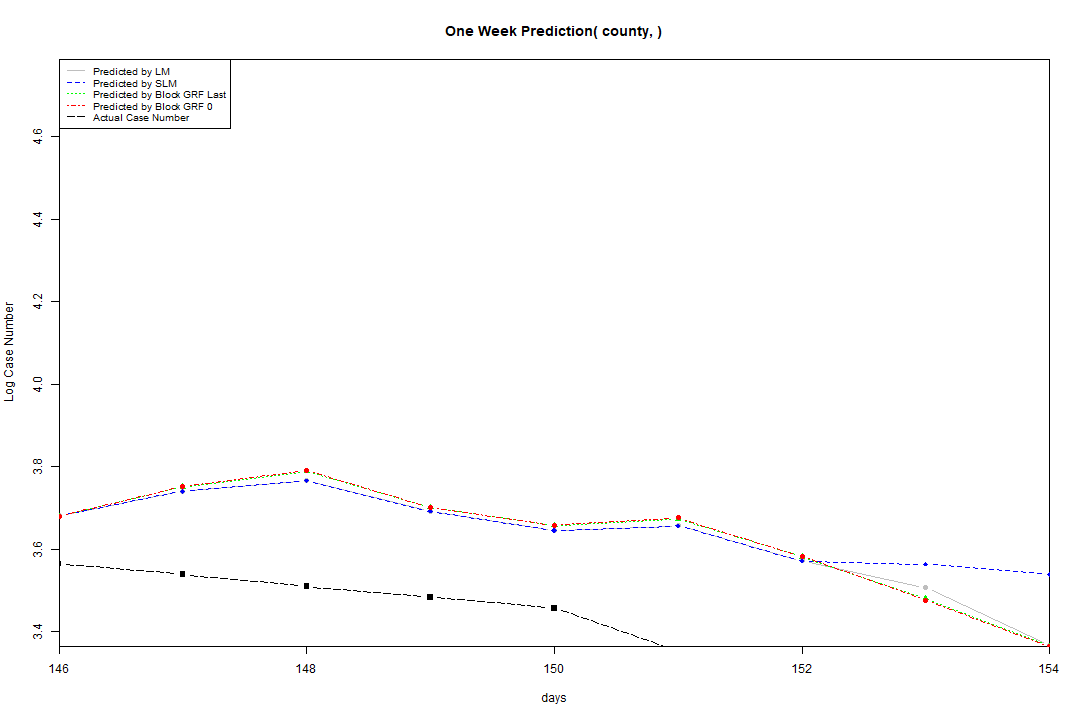 One Week Prediction( county, )
Predicted by LM
Predicted by SLM
Predicted by Block GRF Last
Predicted by Block GRF 0
Actual Case Number
Log Case Number
4.6
4.4
4.2
4.0
3.8
3.6
3.4
146 148 150 152 154
days